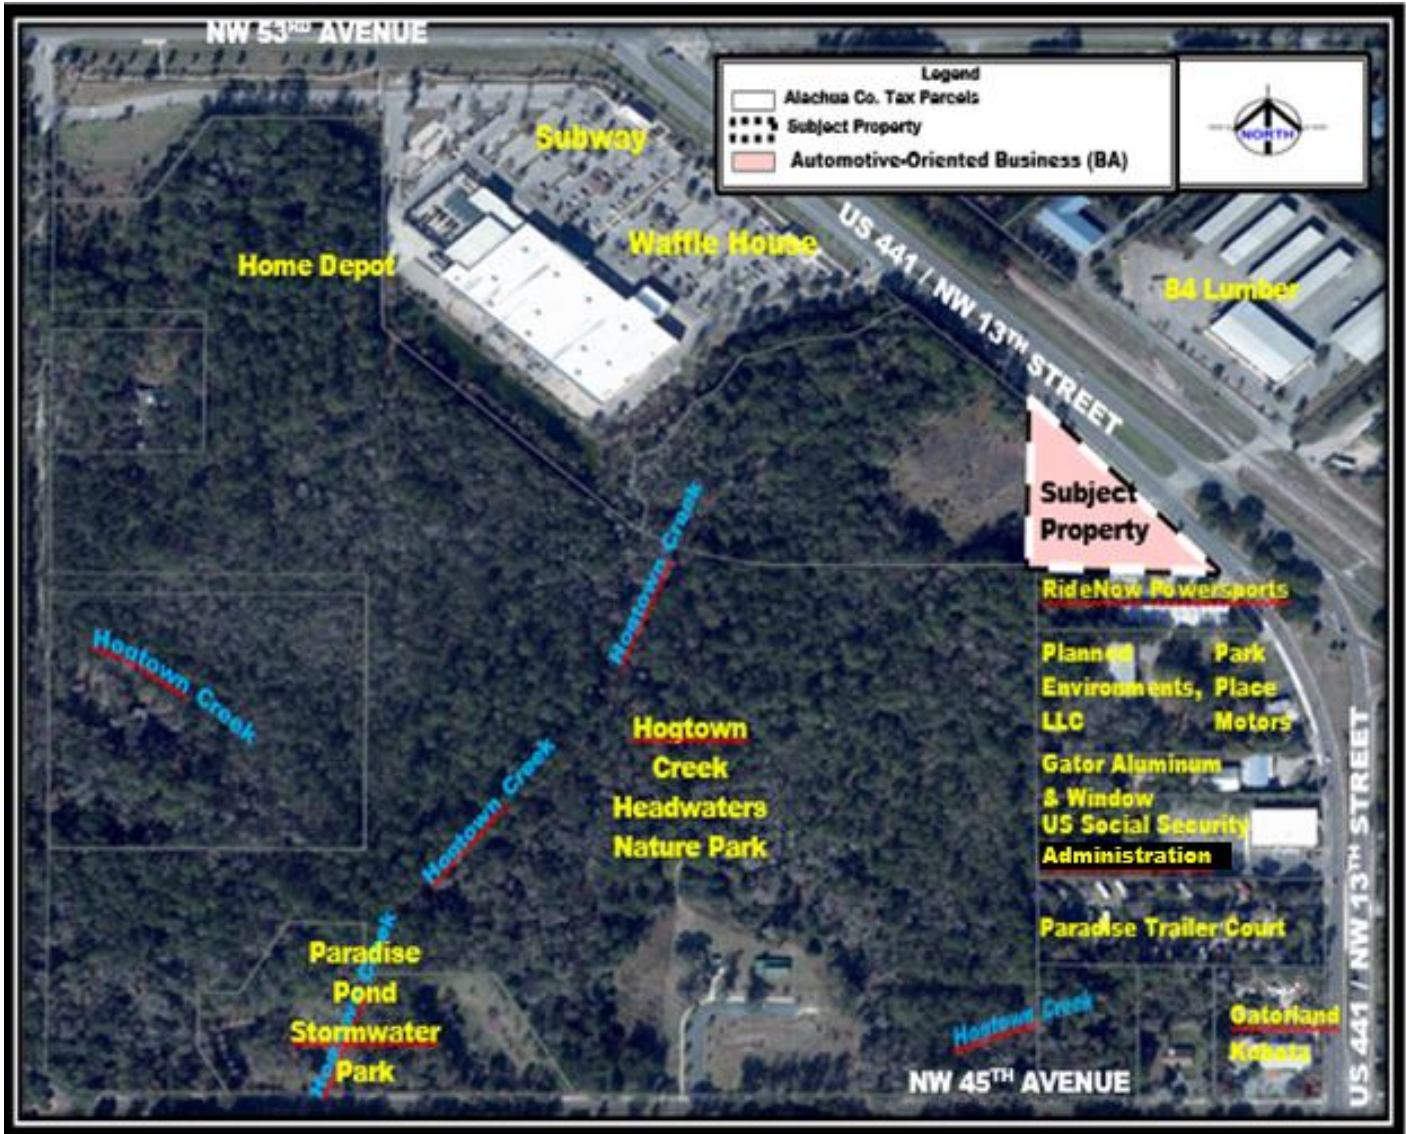 NW 53RD AVENUE
Legend
Alachua Co. Tax Parcels
Subject Property
Automotive-Oriented Business (BA)
NORTH
Subway
Waffle House
Home Depot
US 441 / NW 13TH STREET
84 Lumber
Subject
Property
Hogtown Creek
RideNow Powersports
Hogtown Creek
Planned
Environments,
LLC
Park
Place
Motors
Hogtown
Creek
Headwaters
Nature Park
Hogtown Creek
Gator Aluminum
& Window
US Social Security
Administration
US 441 / NW 13TH STREET
Paradise Trailer Court
Hogtown Creek
Paradise
Pond
Stormwater
Park
Hogtown Creek
Gatorland
Kubota
NW 45TH AVENUE